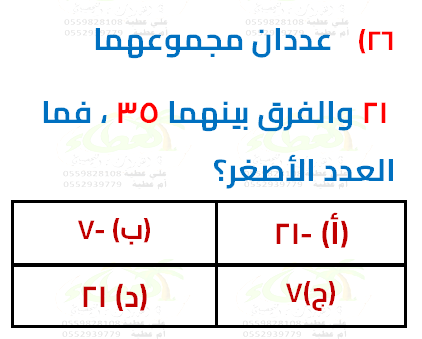 ٢٦) عددان مجموعهما
٢١ والفرق بينهما ٣٥ ، فما
العدد الأصغر؟
(أ) -٢١
(ب) -٧
(ج) ٧
(د) ٢١
علي عطيه 0559828108
أم عطيه 0552939779